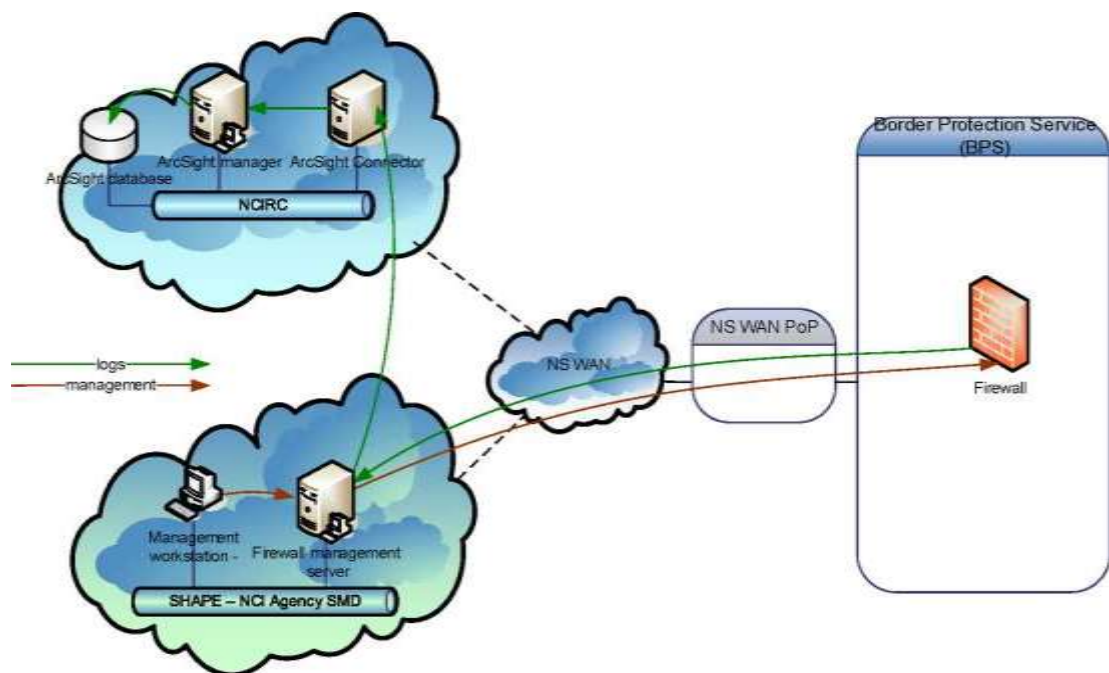 ArcSight manager
ArcSight Connector
ArcSight database
NCIRC
Border Protection Service
(BPS)
NS WAN PoP
NS WAN
logs
management
Firewall
Management
workstation -
Firewall management
server
SHAPE – NCI Agency SMD